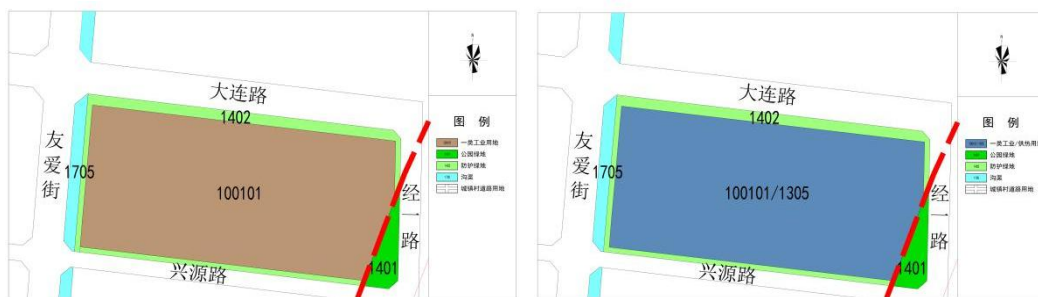 大连路
1402
友爱街
1705
100101
经一路
1401
兴源路
图 例
一类工业用地
公园绿地
防护绿地
沟渠
城镇村道路用地
大连路
1402
友爱街
1705
100101/1305
经一路
1401
兴源路
图 例
一类工业/供热用
公园绿地
防护绿地
沟渠
城镇村道路用地